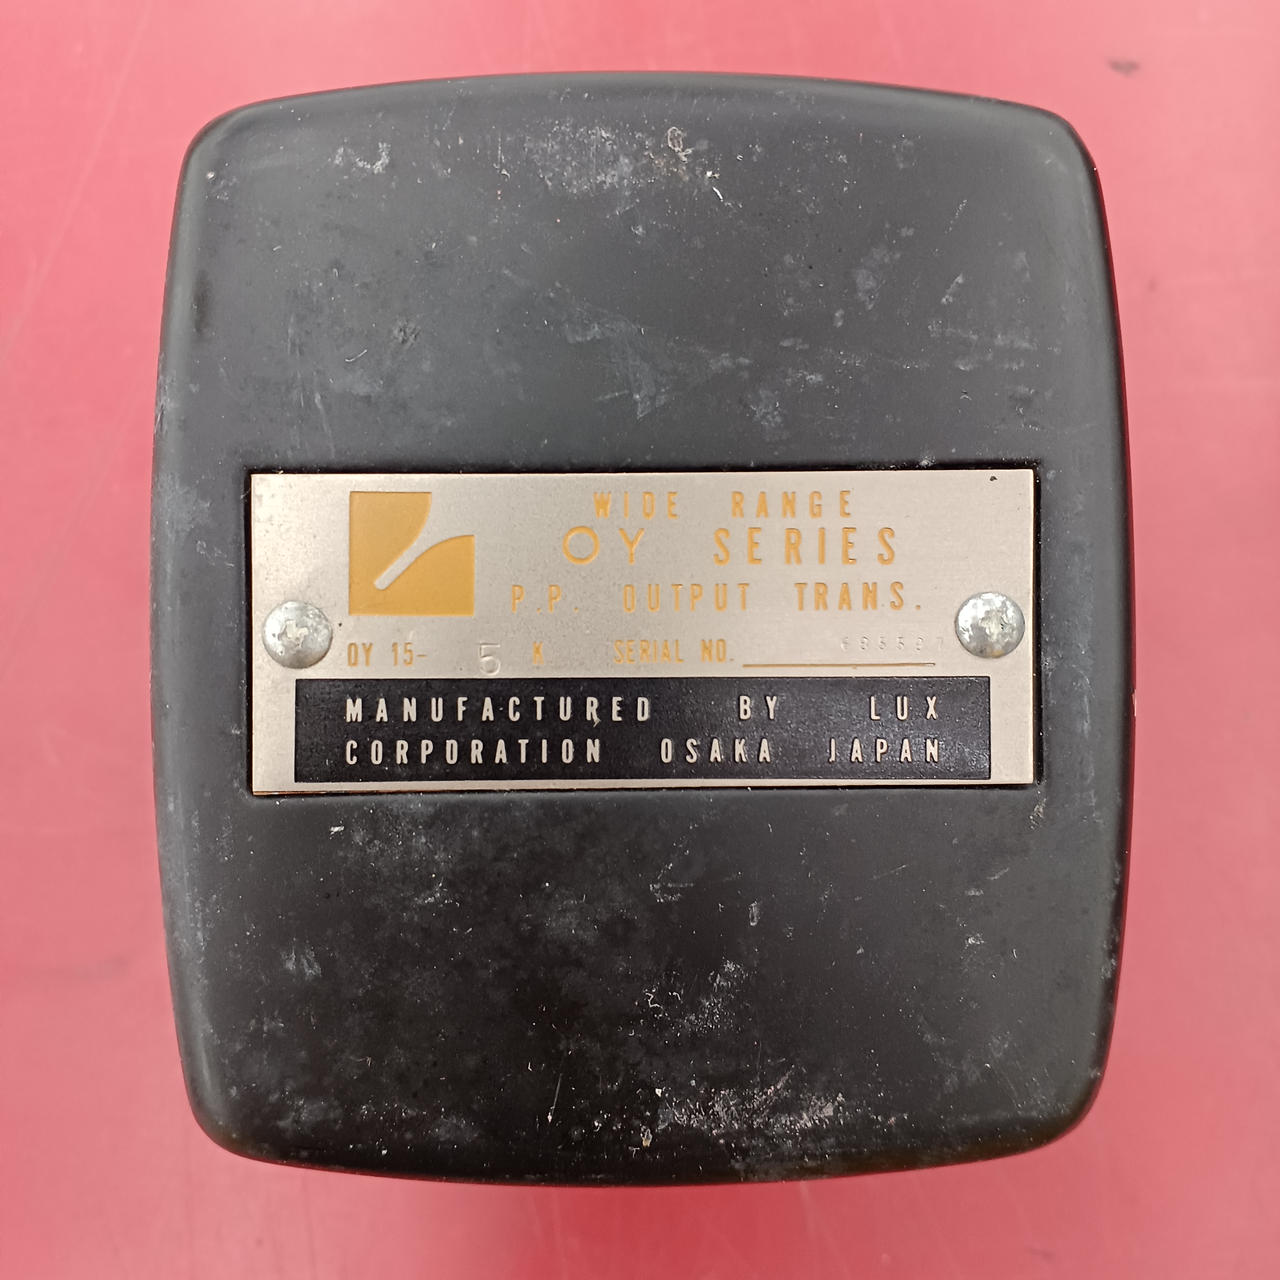 WIDE RANGE
OY SERIES
P.P. OUTPUT TRANS.
OY 15- 5 K SERIAL NO.
MANUFACTURED BY LUX
CORPORATION OSAKA JAPAN